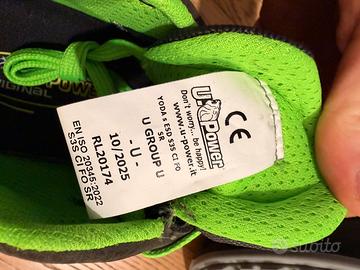 CE
U-Power
Don't worry... be happy!
www.u-power.it
YODA S ESD S3S CI FO
SR
U GROUP U
- U -
10/2025
RL20174
EN ISO 20345:2022
S3S CI FO SR
subito